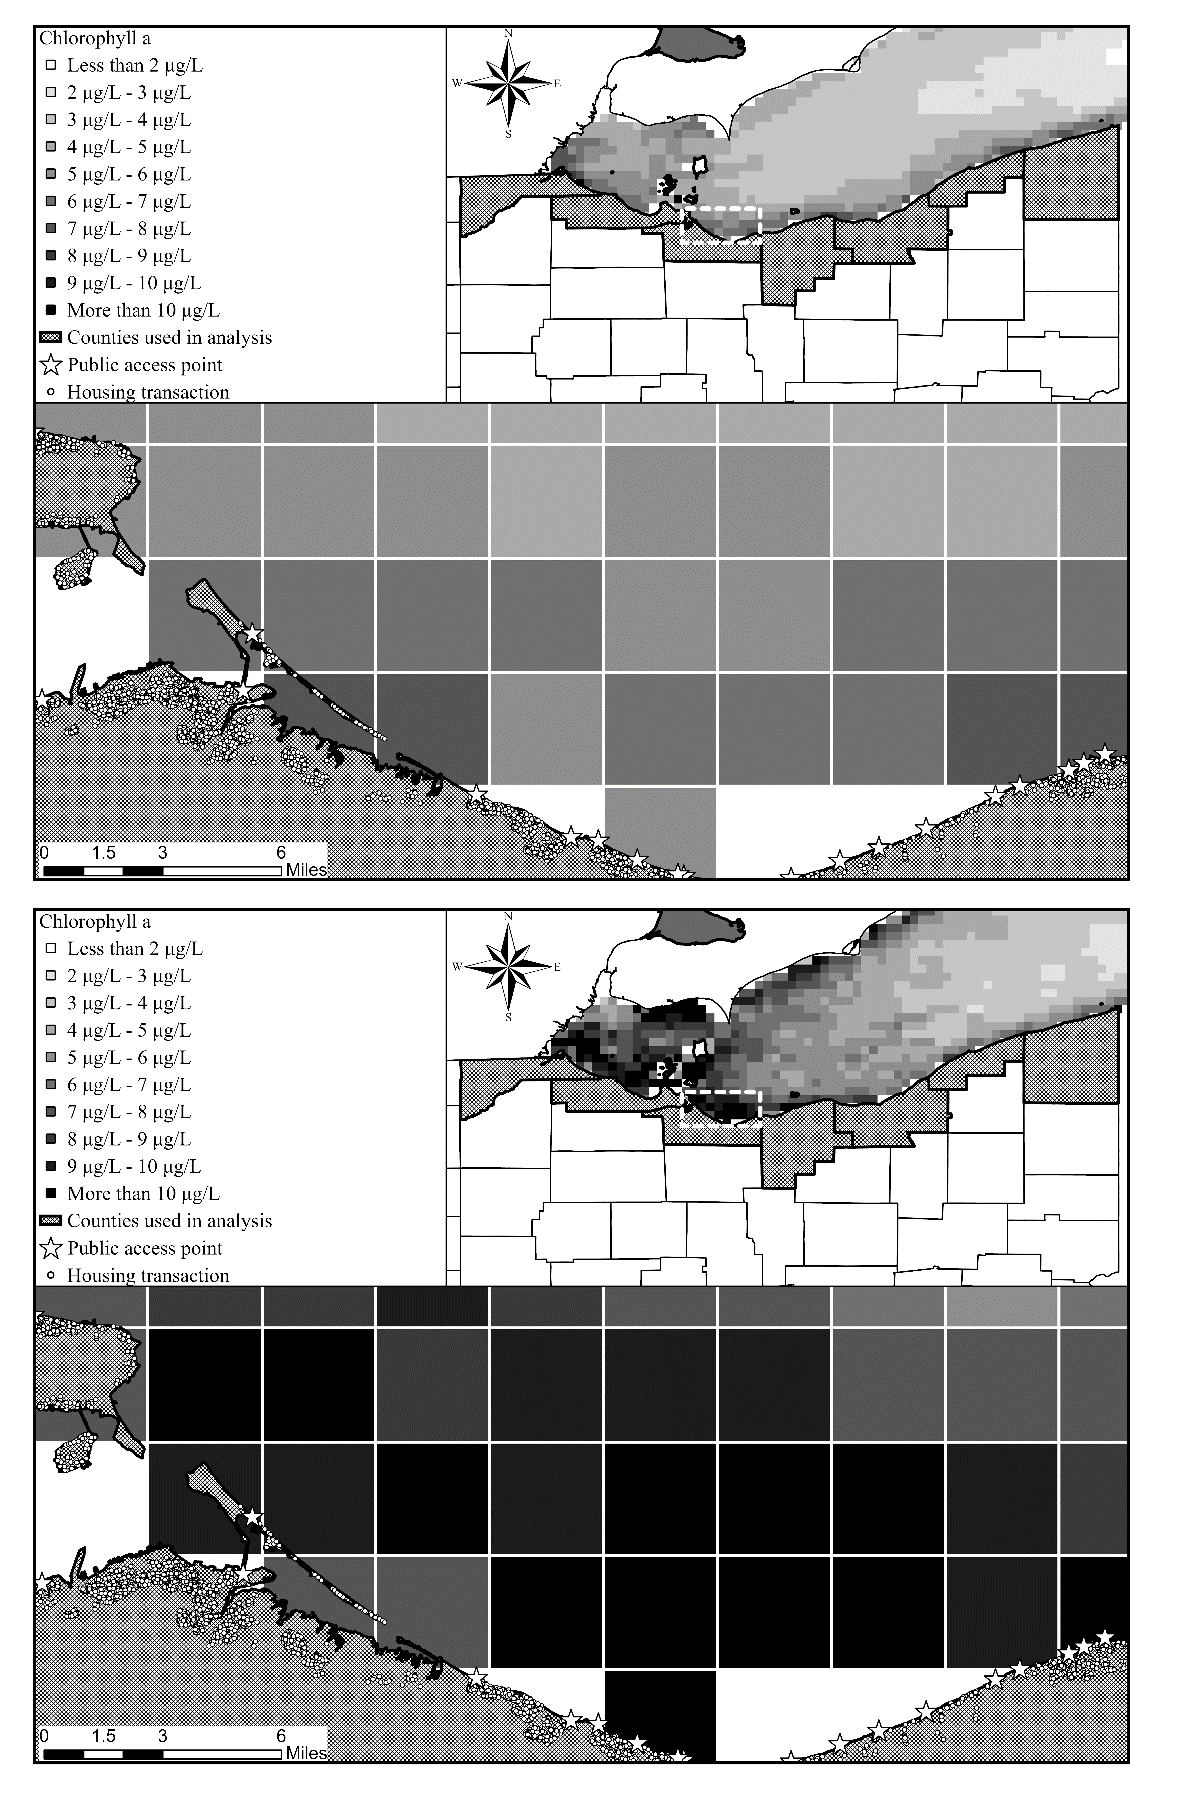 Chlorophyll a
Less than 2 µg/L
2 µg/L - 3 µg/L
3 µg/L - 4 µg/L
4 µg/L - 5 µg/L
5 µg/L - 6 µg/L
6 µg/L - 7 µg/L
7 µg/L - 8 µg/L
8 µg/L - 9 µg/L
9 µg/L - 10 µg/L
More than 10 µg/L
Counties used in analysis
Public access point
Housing transaction
N
W E
S
0 1.5 3 6
Miles
Chlorophyll a
Less than 2 µg/L
2 µg/L - 3 µg/L
3 µg/L - 4 µg/L
4 µg/L - 5 µg/L
5 µg/L - 6 µg/L
6 µg/L - 7 µg/L
7 µg/L - 8 µg/L
8 µg/L - 9 µg/L
9 µg/L - 10 µg/L
More than 10 µg/L
Counties used in analysis
Public access point
Housing transaction
N
W E
S
0 1.5 3 6
Miles